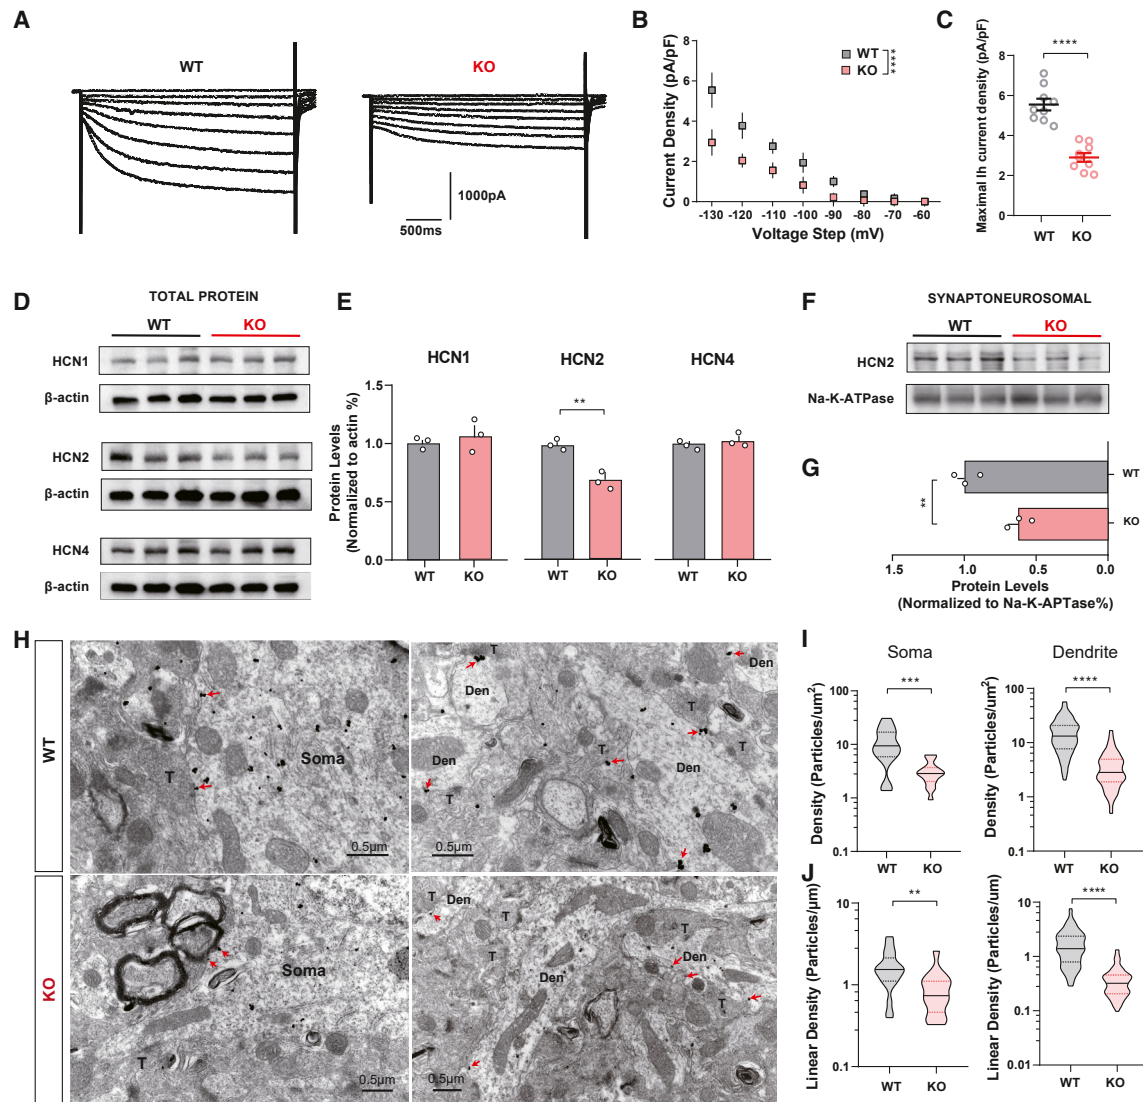 A
WT
KO
1000pA
500ms
B
Current Density (pA/pF)
8
6
4
2
0
WT
KO
****
-130 -120 -110 -100 -90 -80 -70 -60
Voltage Step (mV)
C
Maximal Ih current density (pA/pF)
****
8
6
4
2
0
WT KO
D
TOTAL PROTEIN
WT KO
HCN1
β-actin
HCN2
β-actin
HCN4
β-actin
E
HCN1 HCN2 HCN4
Protein Levels
(Normalized to actin %)
1.5
1.0
0.5
0.0
**
WT KO WT KO WT KO
F
SYNAPTONEUROSOMAL
WT KO
HCN2
Na-K-ATPase
G
**
WT
KO
1.5 1.0 0.5 0.0
Protein Levels
(Normalized to Na-K-APTase%)
H
WT
T
Soma
0.5μm
T
Den
Den
T
T
Den
Den
T
T
0.5μm
KO
Soma
T
0.5μm
T
Den
T
T
Den
Den
T
0.5μm
I
Soma
Density (Particles/um²)
100
10
1
0.1
***
WT KO
Dendrite
Density (Particles/um²)
100
10
1
0.1
****
WT KO
J
Linear Density (Particles/μm)
10
1
0.1
**
WT KO
Linear Density (Particles/um)
10
1
0.1
0.01
****
WT KO